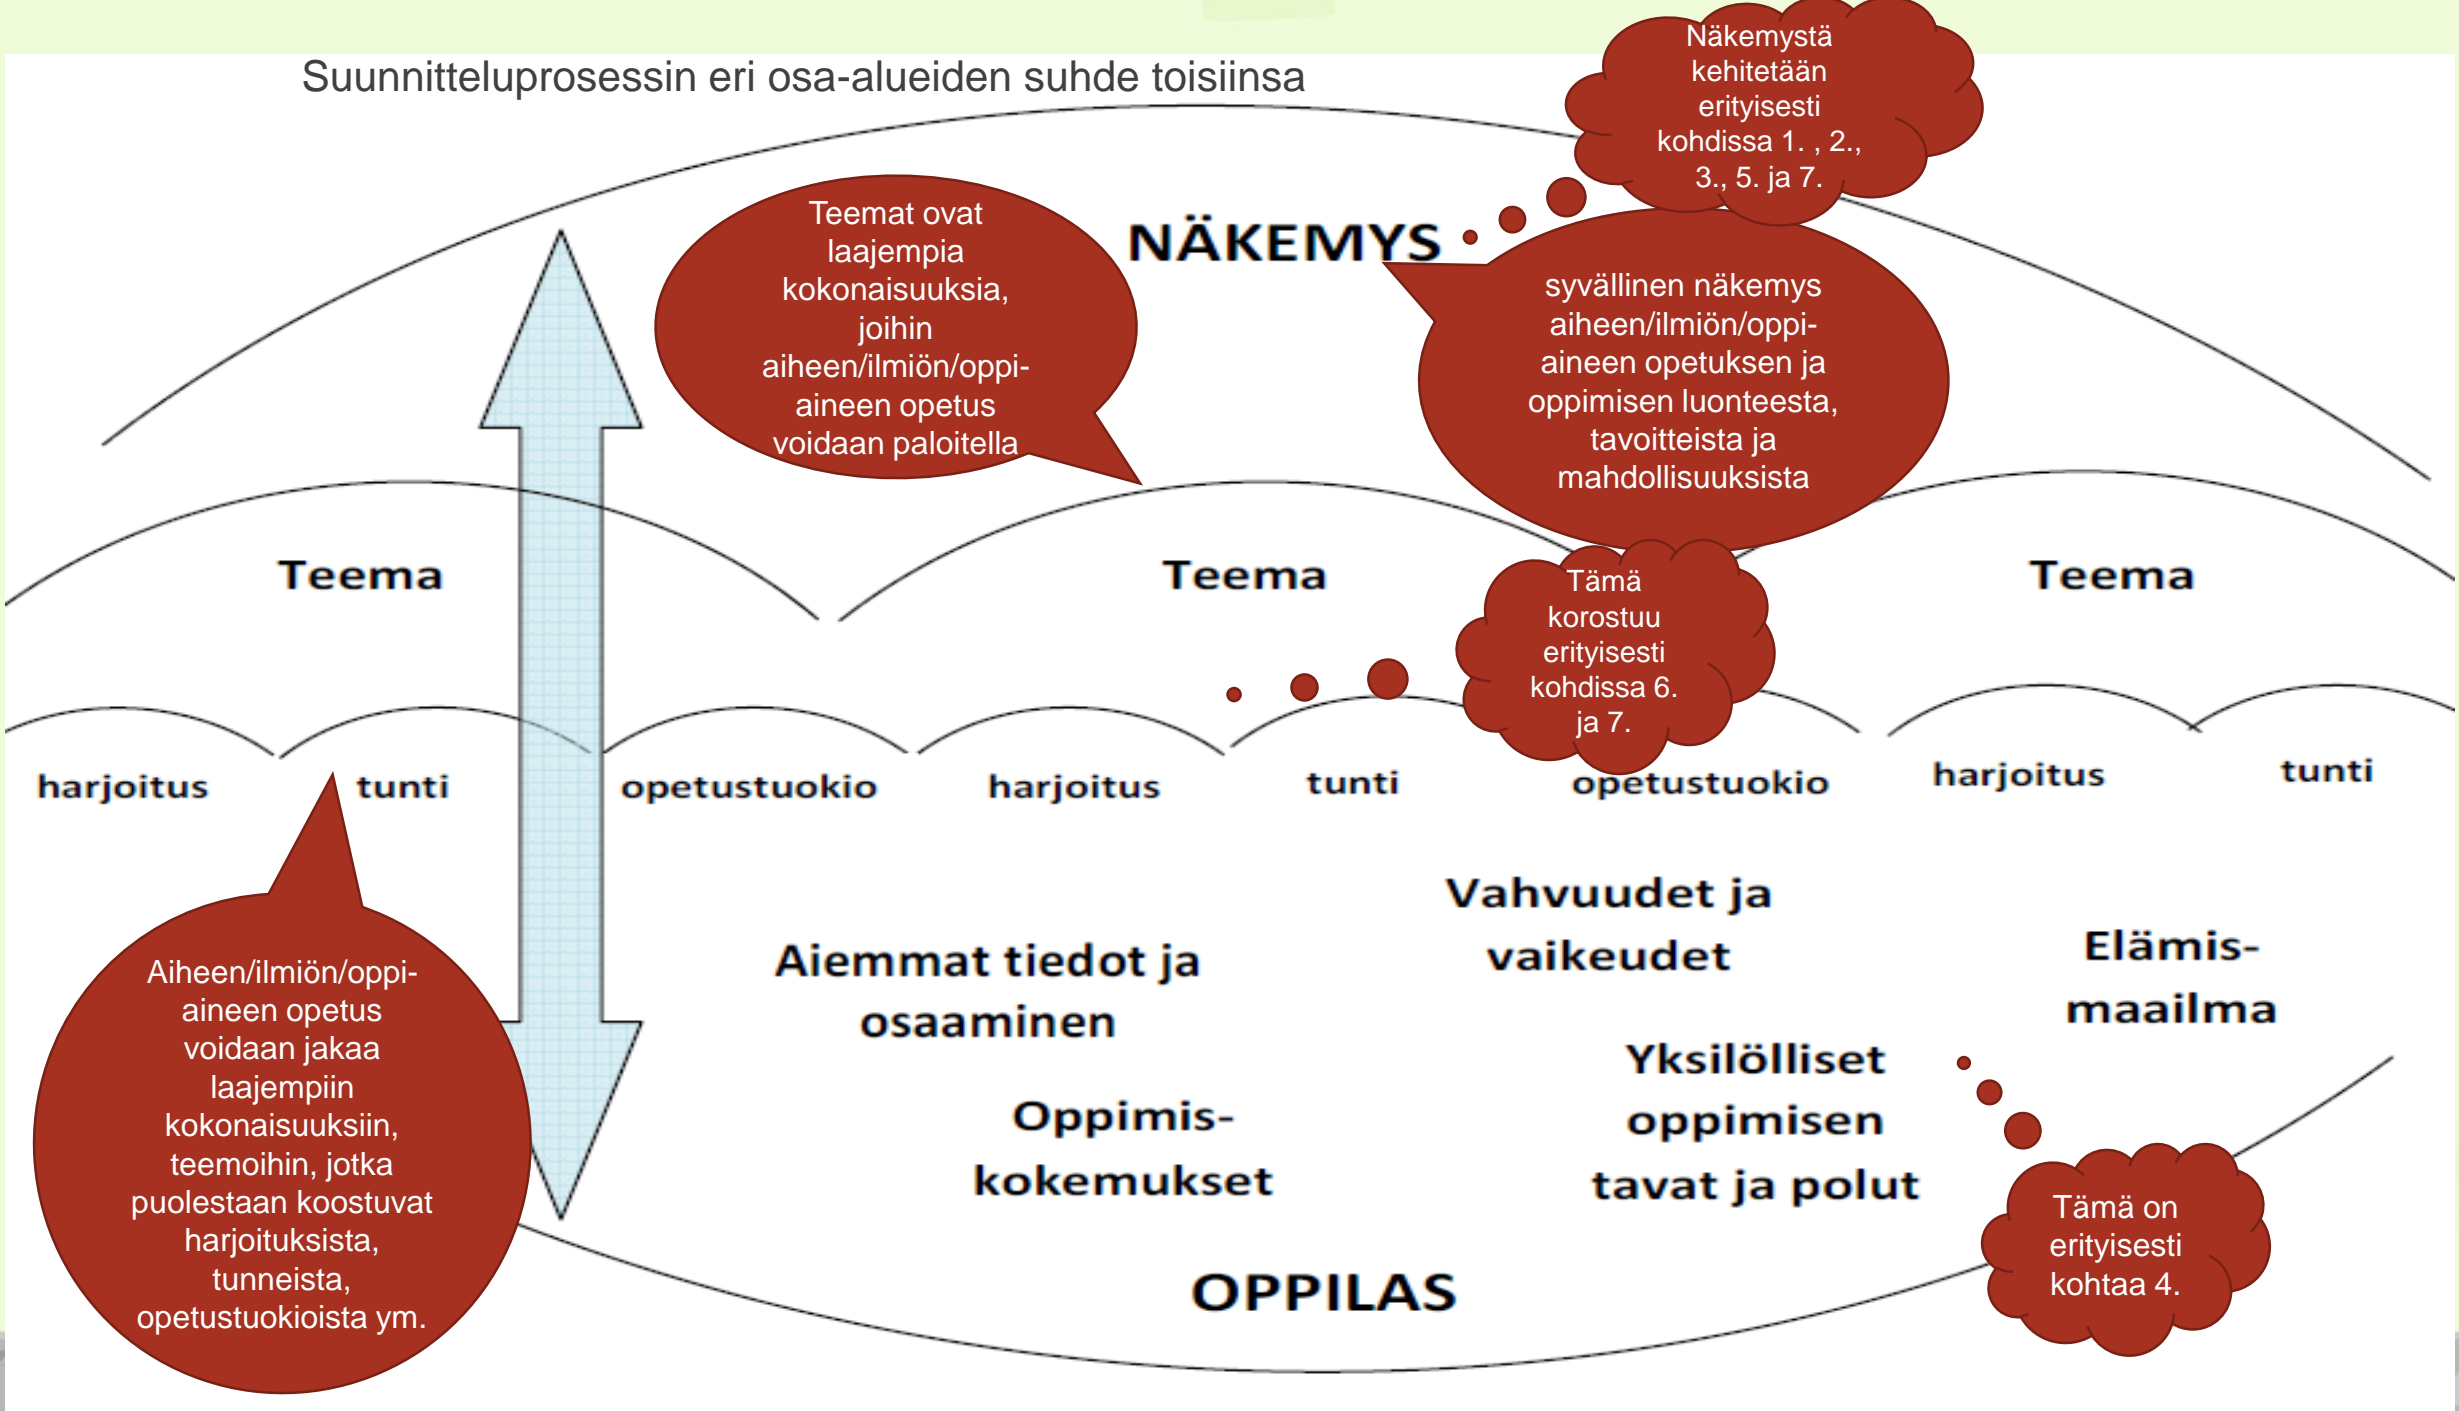 Suunnitteluprosessin eri osa-alueiden suhde toisiinsa
Näkemystä
kehitetään
erityisesti
kohdissa 1. , 2.,
3., 5. ja 7.
Teemat ovat
laajempia
kokonaisuuksia,
joihin
aiheen/ilmiön/oppi-
aineen opetus
voidaan paloitella
NÄKEMYS
syvällinen näkemys
aiheen/ilmiön/oppi-
aineen opetuksen ja
oppimisen luonteesta,
tavoitteista ja
mahdollisuuksista
Teema
Teema
Teema
Tämä
korostuu
erityisesti
kohdissa 6.
ja 7.
harjoitus
tunti
opetustuokio
harjoitus
tunti
opetustuokio
harjoitus
tunti
Aiheen/ilmiön/oppi-
aineen opetus
voidaan jakaa
laajempiin
kokonaisuuksiin,
teemoihin, jotka
puolestaan koostuvat
harjoituksista,
tunneista,
opetustuokioista ym.
Aiemmat tiedot ja
osaaminen
Vahvuudet ja
vaikeudet
Elämis-
maailma
Oppimis-
kokemukset
Yksilölliset
oppimisen
tavat ja polut
Tämä on
erityisesti
kohtaa 4.
OPPILAS